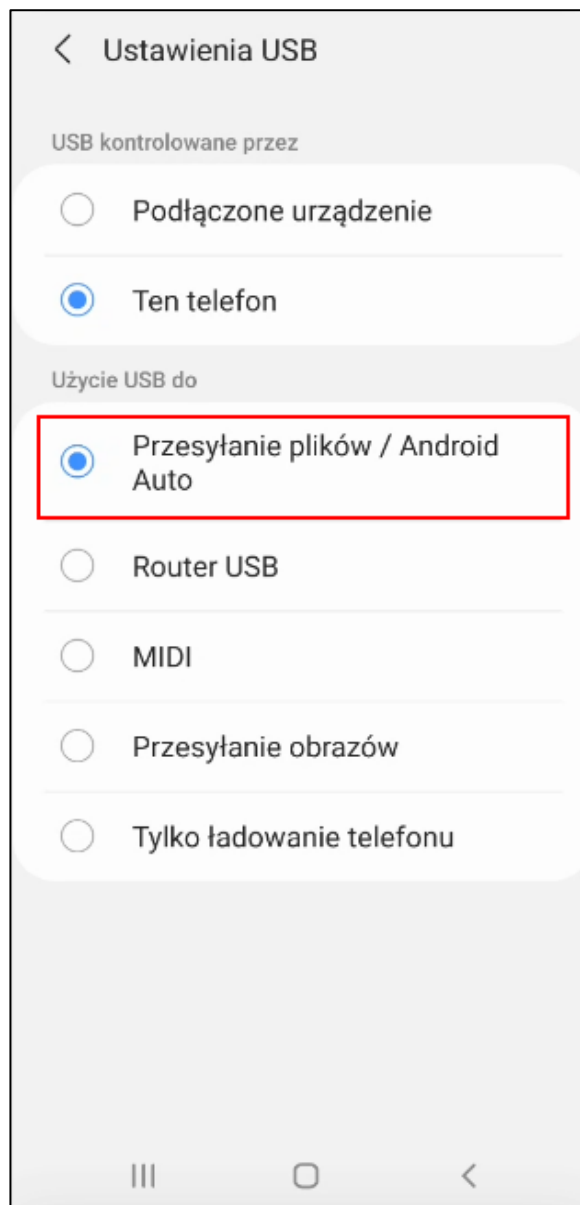 Ustawienia USB
USB kontrolowane przez
Podłączone urządzenie
Ten telefon
Użycie USB do
Przesyłanie plików / Android
Auto
Router USB
MIDI
Przesyłanie obrazów
Tylko ładowanie telefonu